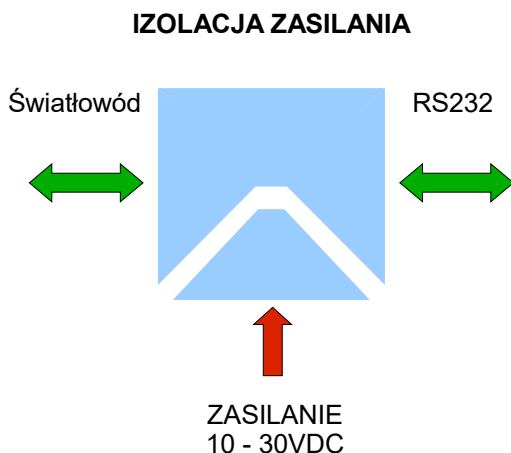 IZOLACJA ZASILANIA
Światłowód
RS232
ZASILANIE
10 - 30VDC